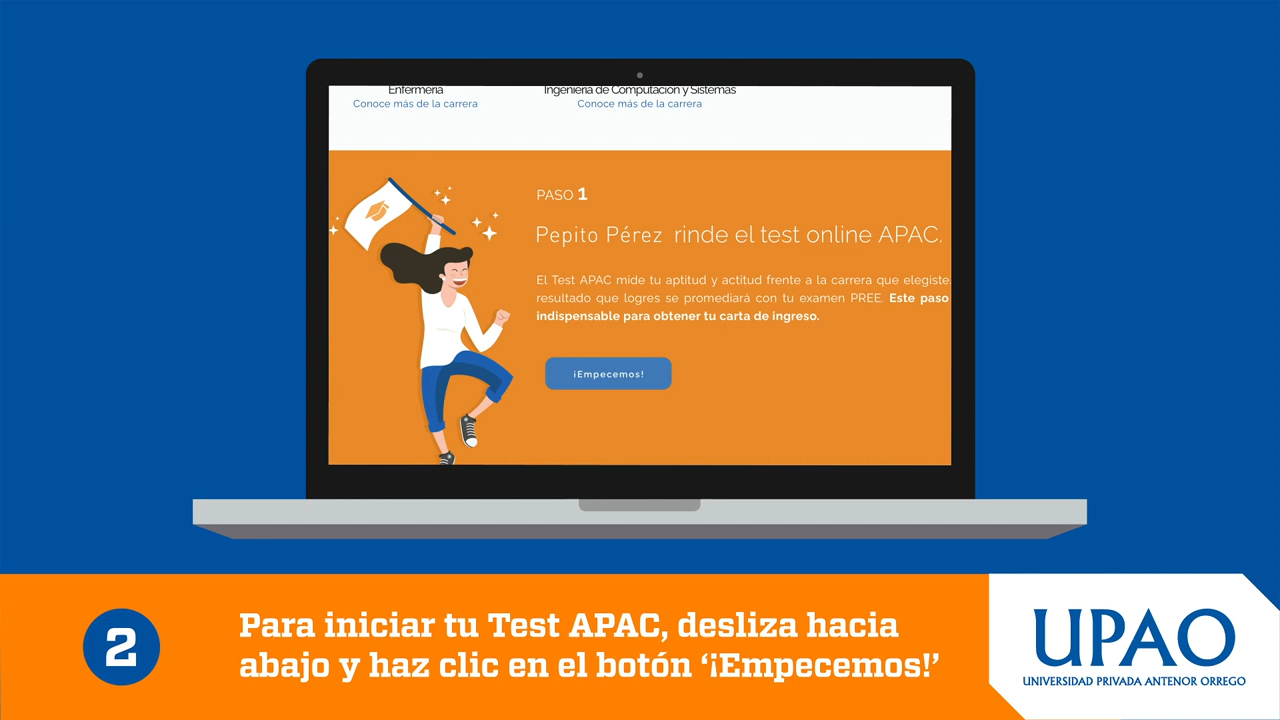 Enfermería
Conoce más de la carrera
Ingeniería de Computación y Sistemas
Conoce más de la carrera
PASO 1
Pepito Pérez rinde el test online APAC.
El Test APAC mide tu aptitud y actitud frente a la carrera que elegiste.
resultado que logres se promediará con tu examen PREE. Este paso
indispensable para obtener tu carta de ingreso.
¡Empecemos!
2
Para iniciar tu Test APAC, desliza hacia
abajo y haz clic en el botón ‘¡Empecemos!’
UPAO
UNIVERSIDAD PRIVADA ANTENOR ORREGO